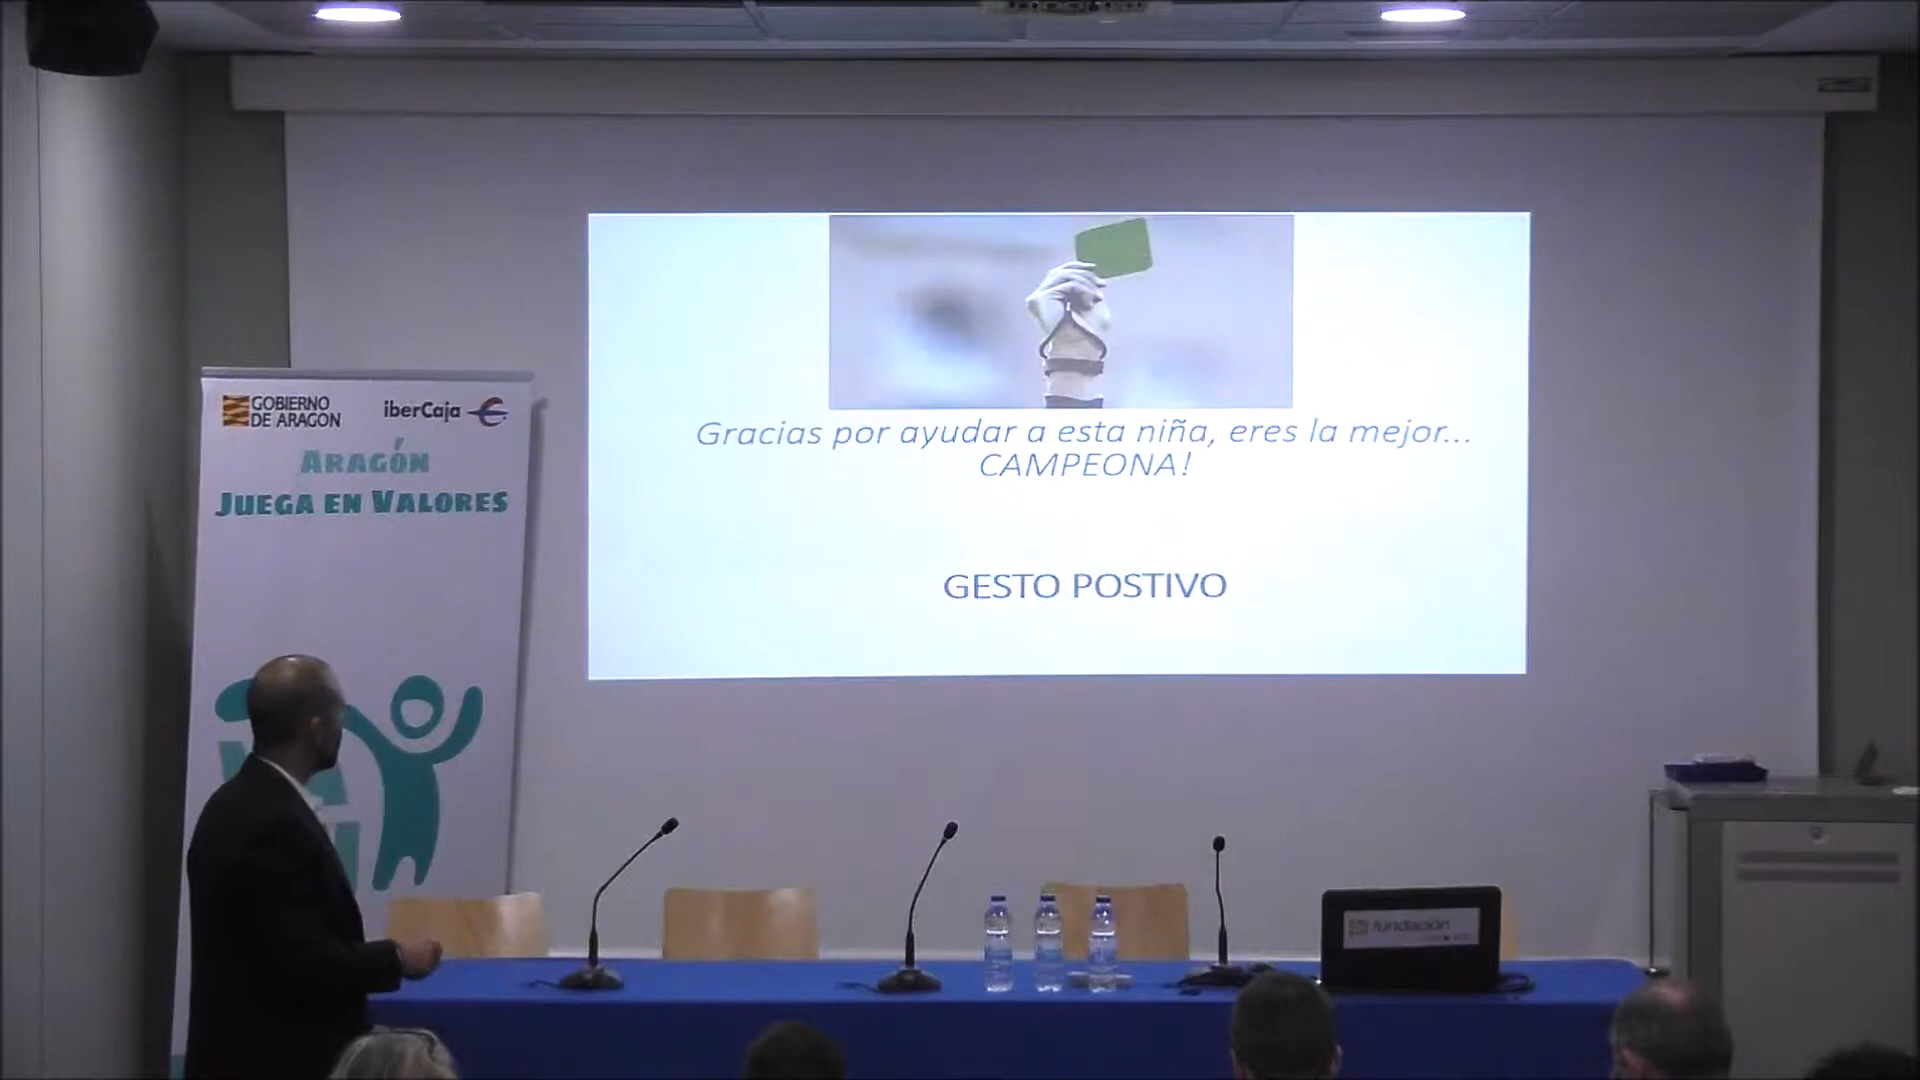 GOBIERNO
DE ARAGON
iberCaja
ARAGÓN
JUEGA EN VALORES
Gracias por ayudar a esta niña, eres la mejor...
CAMPEONA!
GESTO POSTIVO
fundación